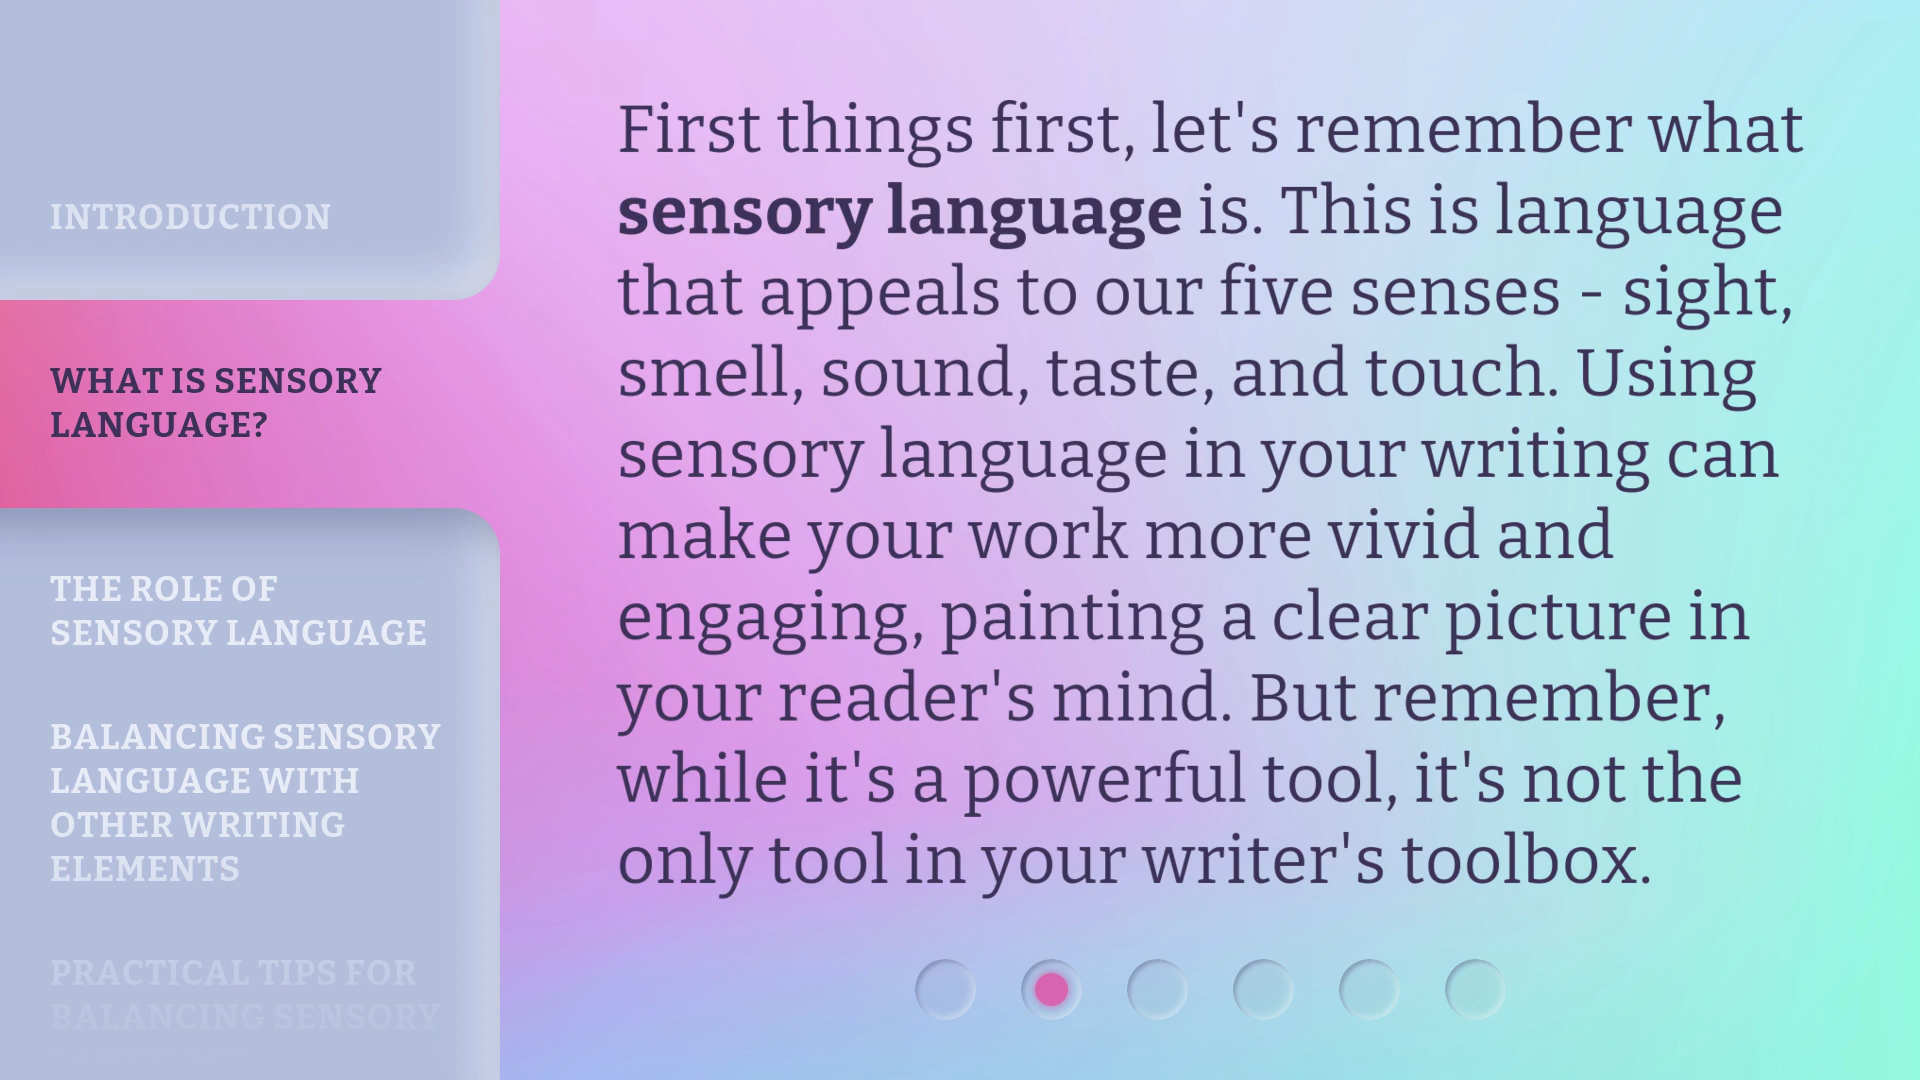 INTRODUCTION
WHAT IS SENSORY
LANGUAGE?
THE ROLE OF
SENSORY LANGUAGE
BALANCING SENSORY
LANGUAGE WITH
OTHER WRITING
ELEMENTS
PRACTICAL TIPS FOR
BALANCING SENSORY
First things first, let's remember what
sensory language is. This is language
that appeals to our five senses - sight,
smell, sound, taste, and touch. Using
sensory language in your writing can
make your work more vivid and
engaging, painting a clear picture in
your reader's mind. But remember,
while it's a powerful tool, it's not the
only tool in your writer's toolbox.